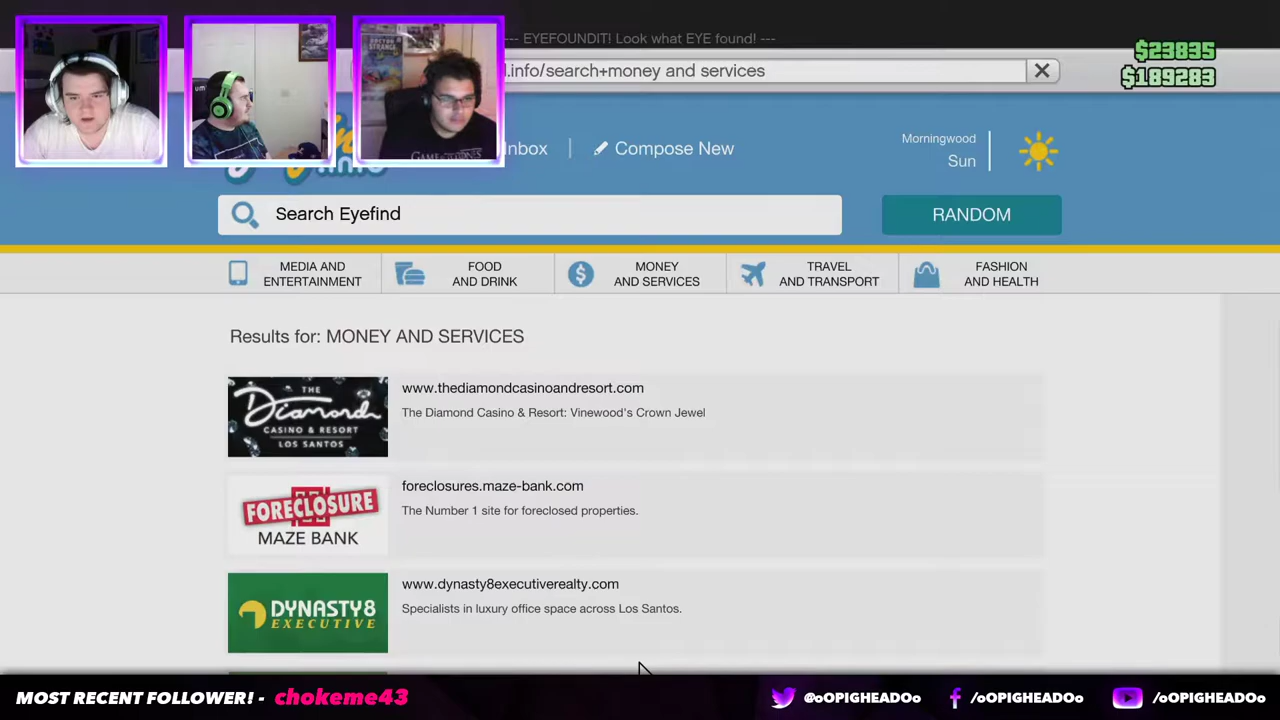 --- EYEFOUNDIT! Look what EYE found! ---
$23835
.info/search+money and services
$189283
Inbox
Compose New
Morningwood
Sun
.info
Search Eyefind
RANDOM
MEDIA AND
ENTERTAINMENT
FOOD
AND DRINK
MONEY
AND SERVICES
TRAVEL
AND TRANSPORT
FASHION
AND HEALTH
Results for: MONEY AND SERVICES
THE
Diamond
CASINO & RESORT
LOS SANTOS
www.thediamondcasinoandresort.com
The Diamond Casino & Resort: Vinewood's Crown Jewel
FORECLOSURE
MAZE BANK
foreclosures.maze-bank.com
The Number 1 site for foreclosed properties.
DYNASTY 8
EXECUTIVE
www.dynasty8executiverealty.com
Specialists in luxury office space across Los Santos.
MOST RECENT FOLLOWER! - chokeme43
@oOPIGHEADOo
/oOPIGHEADOo
/oOPIGHEADOo